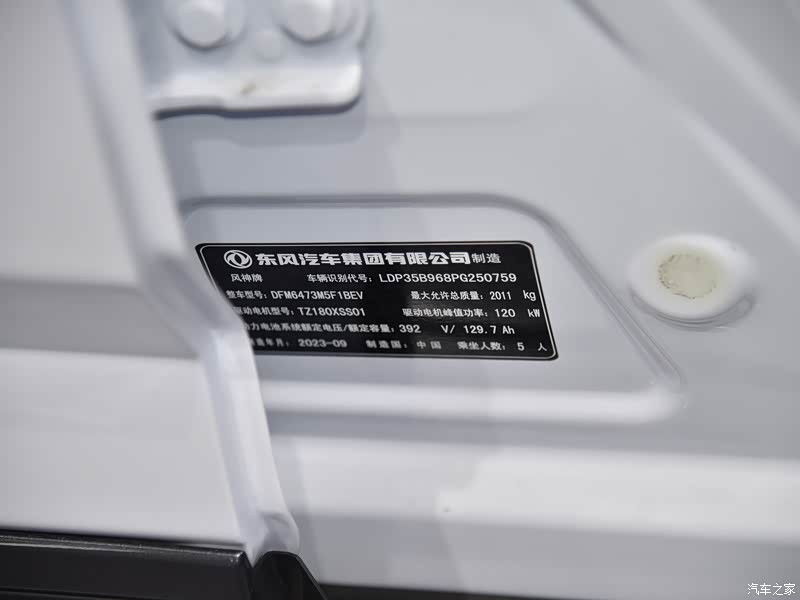 东风汽车集团有限公司制造
风神牌 车辆识别代号: LDP35B968PG250759
整车型号: DFM6473M5F1BEV 最大允许总质量: 2011 kg
驱动电机型号: TZ180XSS01 驱动电机峰值功率: 120 kW
动力电池系统额定电压/额定容量: 392 V/ 129.7 Ah
制造年月: 2023-09 制造国: 中国 乘坐人数: 5 人
汽车之家